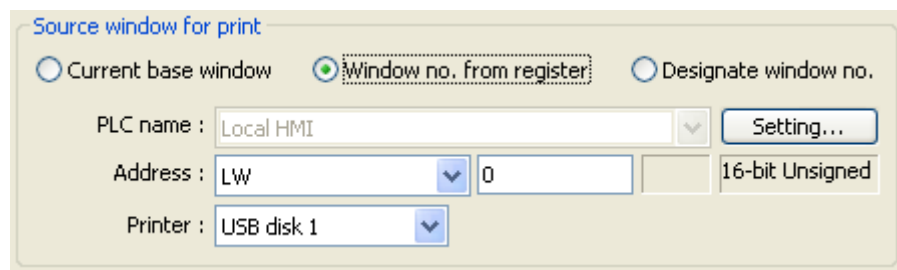 Source window for print
Current base window Window no. from register Designate window no.
PLC name : Local HMI Setting...
Address : LW 0 16-bit Unsigned
Printer : USB disk 1